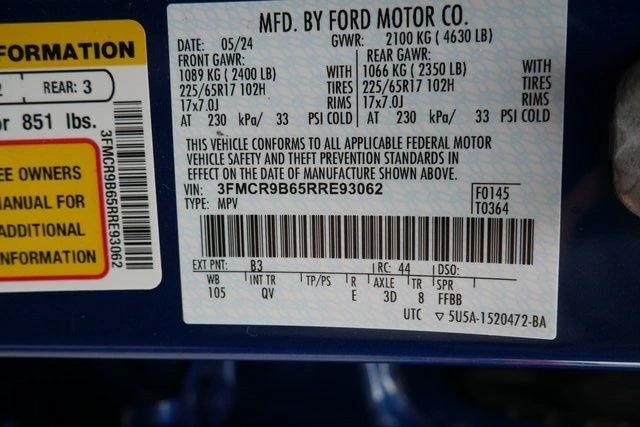 FORMATION
2 REAR: 3
or 851 lbs.
EE OWNERS
MANUAL FOR
ADDITIONAL
INFORMATION
3FMCR9B65RRE93062
MFD. BY FORD MOTOR CO.
DATE: 05/24 GVWR: 2100 KG (4630 LB)
FRONT GAWR: REAR GAWR:
1089 KG (2400 LB) WITH 1066 KG (2350 LB) WITH
225/65R17 102H TIRES 225/65R17 102H TIRES
17x7.0J RIMS 17x7.0J RIMS
AT 230 kPa/ 33 PSI COLD AT 230 kPa/ 33 PSI COLD
THIS VEHICLE CONFORMS TO ALL APPLICABLE FEDERAL MOTOR
VEHICLE SAFETY AND THEFT PREVENTION STANDARDS IN
EFFECT ON THE DATE OF MANUFACTURE SHOWN ABOVE.
VIN: 3FMCR9B65RRE93062 F0145
TYPE: MPV T0364
EXT PNT: B3 RC: 44 DSO:
WB INT TR TP/PS R AXLE TR SPR
105 QV E 3D 8 FFBB
UTC ▽ 5U5A-1520472-BA